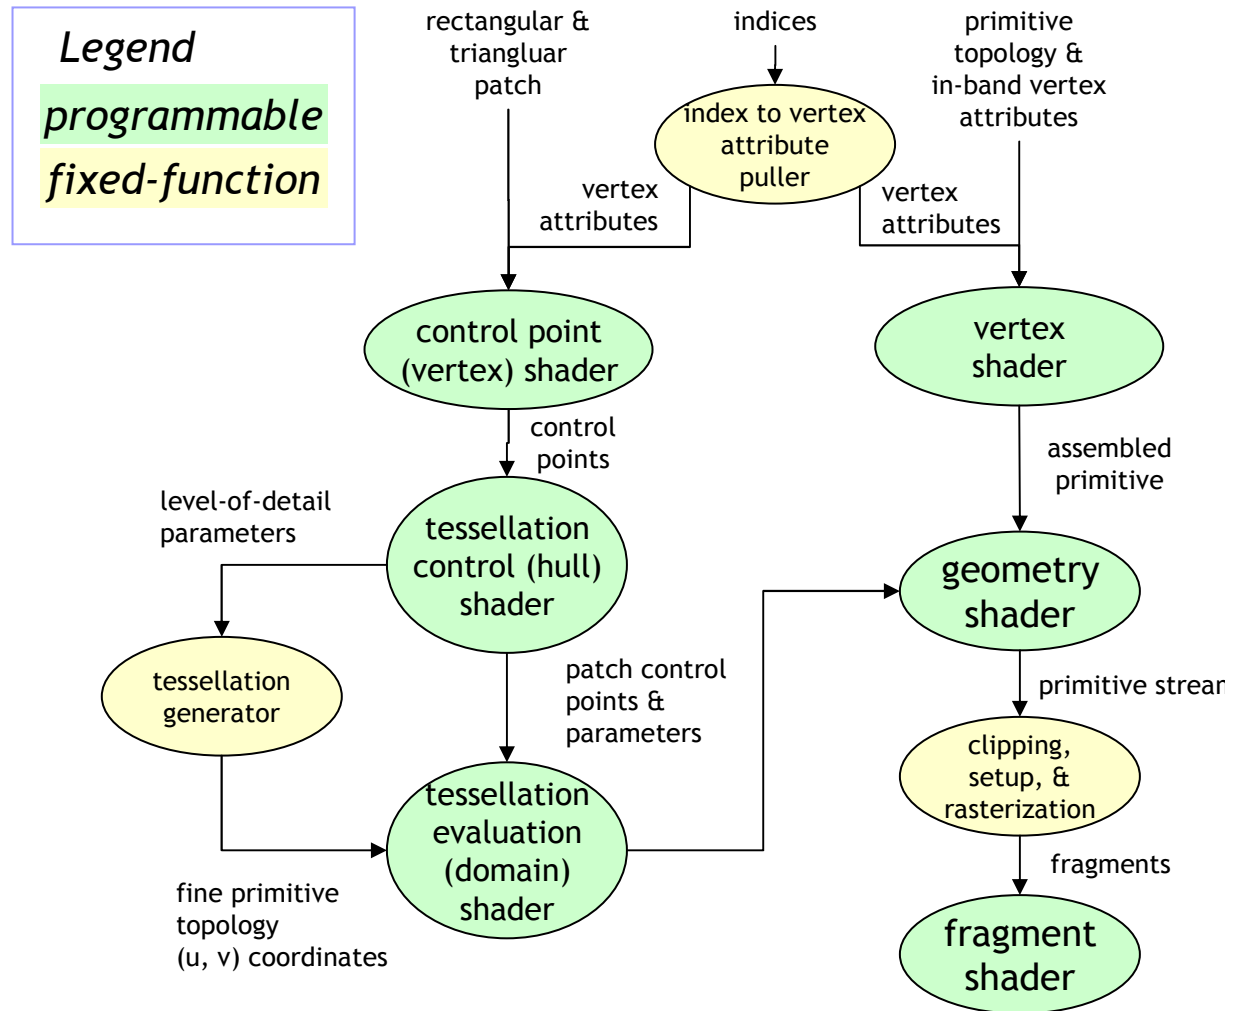 Legend
programmable
fixed-function
rectangular &
triangluar
patch
indices
primitive
topology &
in-band vertex
attributes
index to vertex
attribute
puller
vertex
attributes
vertex
attributes
control point
(vertex) shader
vertex
shader
control
points
assembled
primitive
level-of-detail
parameters
tessellation
control (hull)
shader
geometry
shader
tessellation
generator
patch control
points &
parameters
primitive stream
clipping,
setup, &
rasterization
tessellation
evaluation
(domain)
shader
fragments
fine primitive
topology
(u, v) coordinates
fragment
shader